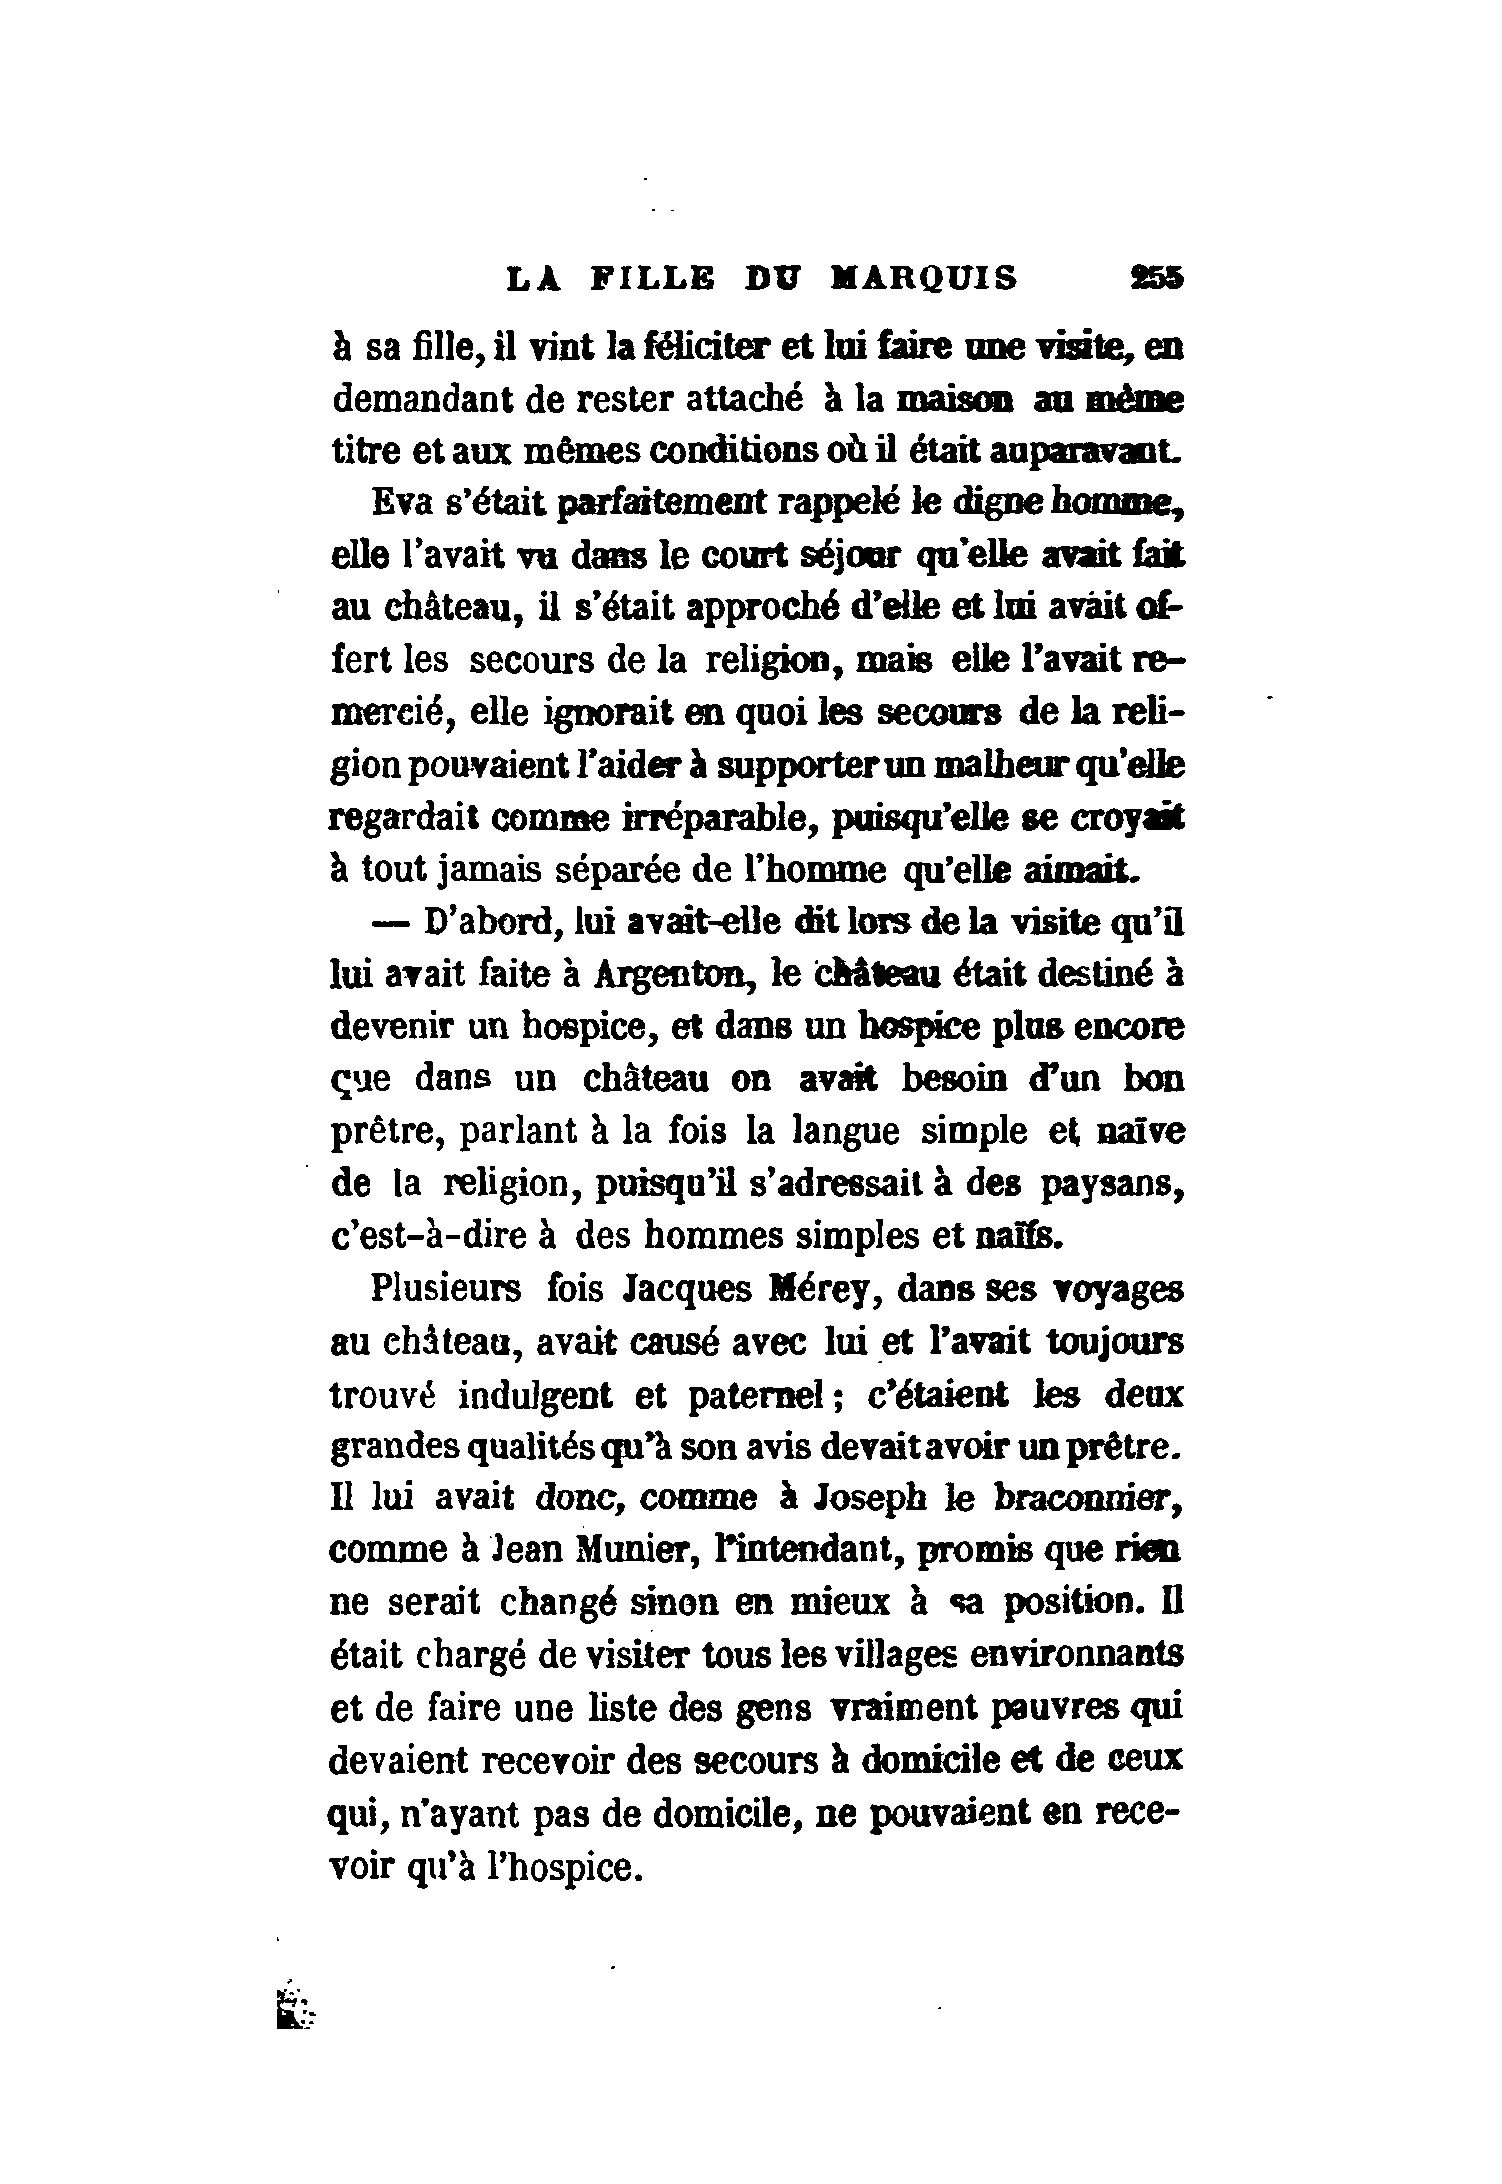 LA FILLE DU MARQUIS 255
à sa fille, il vint la féliciter et lui faire une visite, en
demandant de rester attaché à la maison au même
titre et aux mêmes conditions où il était auparavant.
Eva s'était parfaitement rappelé le digne homme,
elle l'avait vu dans le court séjour qu'elle avait fait
au château, il s'était approché d'elle et lui avait of-
fert les secours de la religion, mais elle l'avait re-
mercié, elle ignorait en quoi les secours de la reli-
gion pouvaient l'aider à supporter un malheur qu'elle
regardait comme irréparable, puisqu'elle se croyait
à tout jamais séparée de l'homme qu'elle aimait.
— D'abord, lui avait-elle dit lors de la visite qu'il
lui avait faite à Argenton, le château était destiné à
devenir un hospice, et dans un hospice plus encore
que dans un château on avait besoin d'un bon
prêtre, parlant à la fois la langue simple et naïve
de la religion, puisqu'il s'adressait à des paysans,
c'est-à-dire à des hommes simples et naïfs.
Plusieurs fois Jacques Mérey, dans ses voyages
au château, avait causé avec lui et l'avait toujours
trouvé indulgent et paternel ; c'étaient les deux
grandes qualités qu'à son avis devait avoir un prêtre.
Il lui avait donc, comme à Joseph le braconnier,
comme à Jean Munier, l'intendant, promis que rien
ne serait changé sinon en mieux à sa position. Il
était chargé de visiter tous les villages environnants
et de faire une liste des gens vraiment pauvres qui
devaient recevoir des secours à domicile et de ceux
qui, n'ayant pas de domicile, ne pouvaient en rece-
voir qu'à l'hospice.